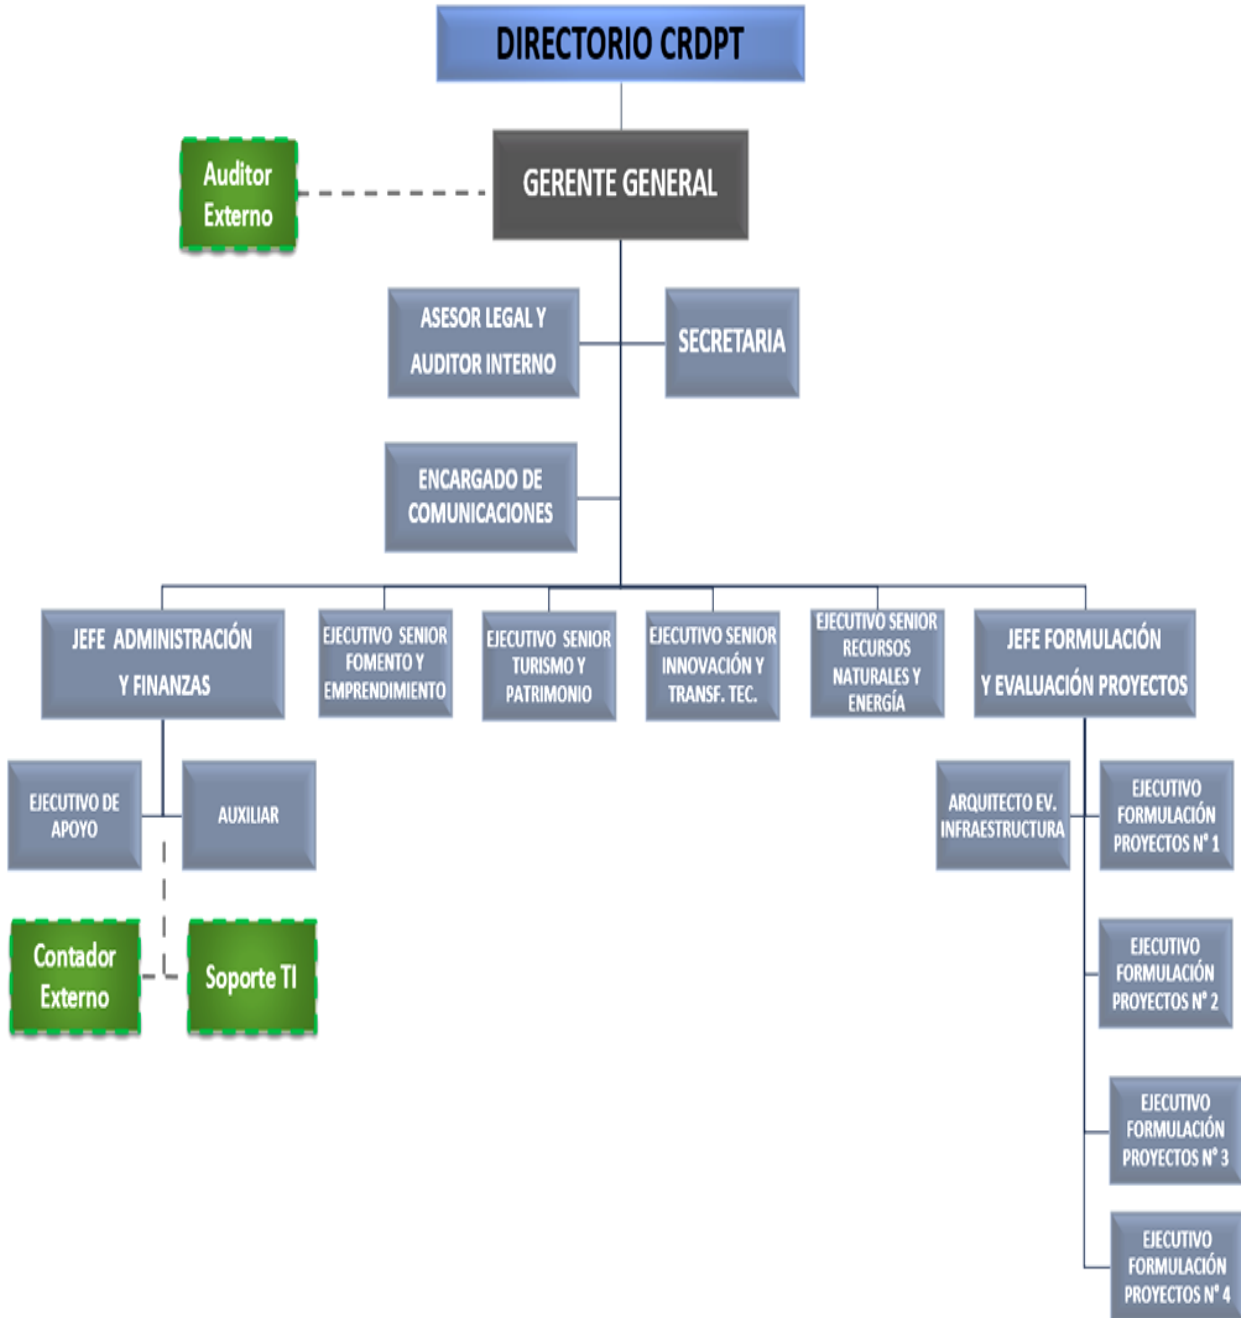 DIRECTORIO CRDPT
GERENTE GENERAL
Auditor
Externo
ASESOR LEGAL Y
AUDITOR INTERNO
SECRETARIA
ENCARGADO DE
COMUNICACIONES
JEFE ADMINISTRACIÓN
Y FINANZAS
EJECUTIVO SENIOR
FOMENTO Y
EMPRENDIMIENTO
EJECUTIVO SENIOR
TURISMO Y
PATRIMONIO
EJECUTIVO SENIOR
INNOVACIÓN Y
TRANSF. TEC.
EJECUTIVO SENIOR
RECURSOS
NATURALES Y
ENERGÍA
JEFE FORMULACIÓN
Y EVALUACIÓN PROYECTOS
EJECUTIVO DE
APOYO
AUXILIAR
ARQUITECTO EV.
INFRAESTRUCTURA
EJECUTIVO
FORMULACIÓN
PROYECTOS N° 1
Contador
Externo
Soporte TI
EJECUTIVO
FORMULACIÓN
PROYECTOS N° 2
EJECUTIVO
FORMULACIÓN
PROYECTOS N° 3
EJECUTIVO
FORMULACIÓN
PROYECTOS N° 4